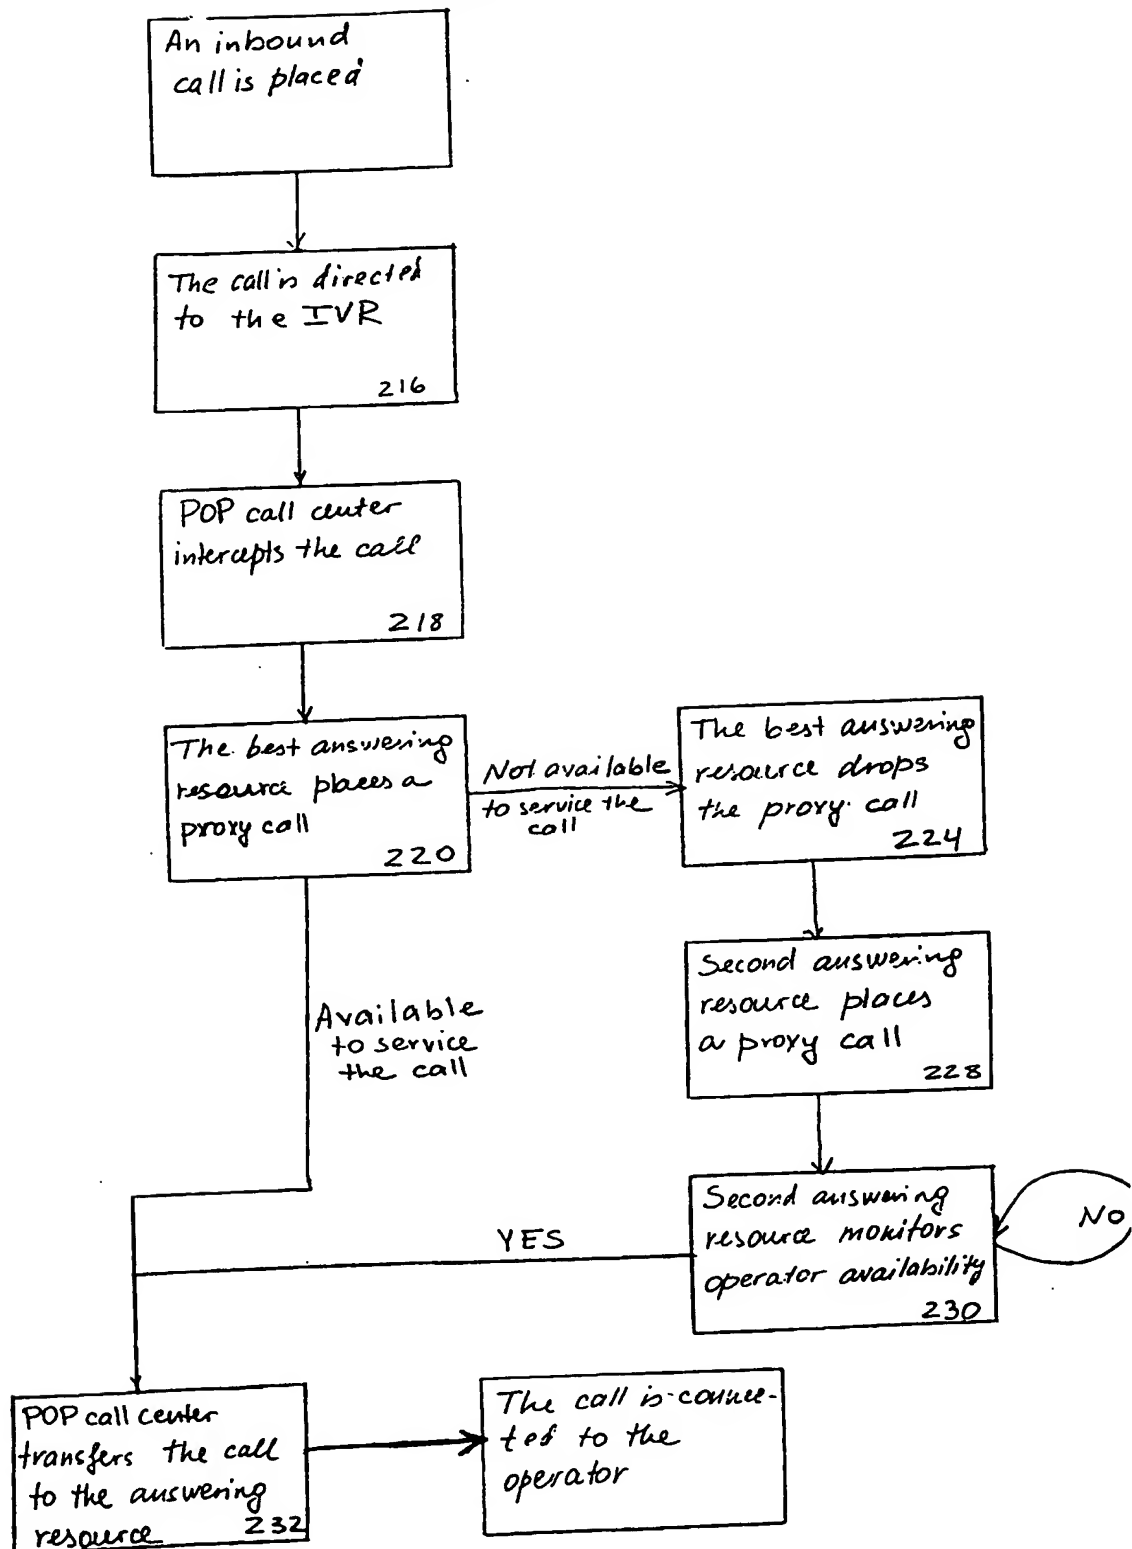 An inbound
call is placed
The call is directed
to the IVR
216
POP call center
intercepts the call
218
The best answering
resource places a
proxy call
220
Not available
to service the
call
The best answering
resource drops
the proxy call
224
Second answering
resource places
a proxy call
228
Available
to service
the call
Second answering
resource monitors
operator availability
230
NO
YES
POP call center
transfers the call
to the answering
resource 232
The call is connec-
ted to the
operator